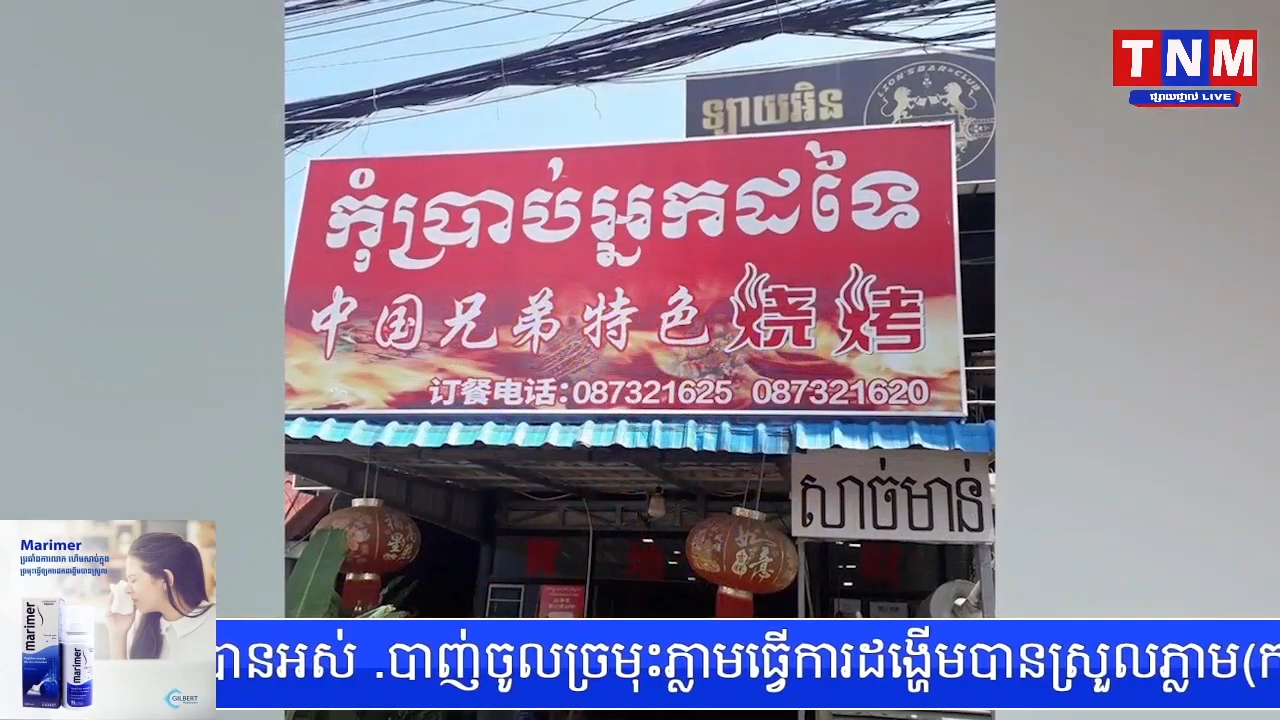 TNM
ផ្សាយផ្ទាល់ LIVE
LION'S BAR & CLUB
ឡាយអិន
កុំប្រាប់អ្នកដទៃ
中国兄弟特色烧烤
订餐电话:087321625 087321620
សាច់មាន់
Marimer
marimer
marimer
GILBERT
បានអស់ .បាញ់ចូលច្រមុះភ្លាមធ្វើការដង្ហើមបានស្រួលភ្លាម(ក